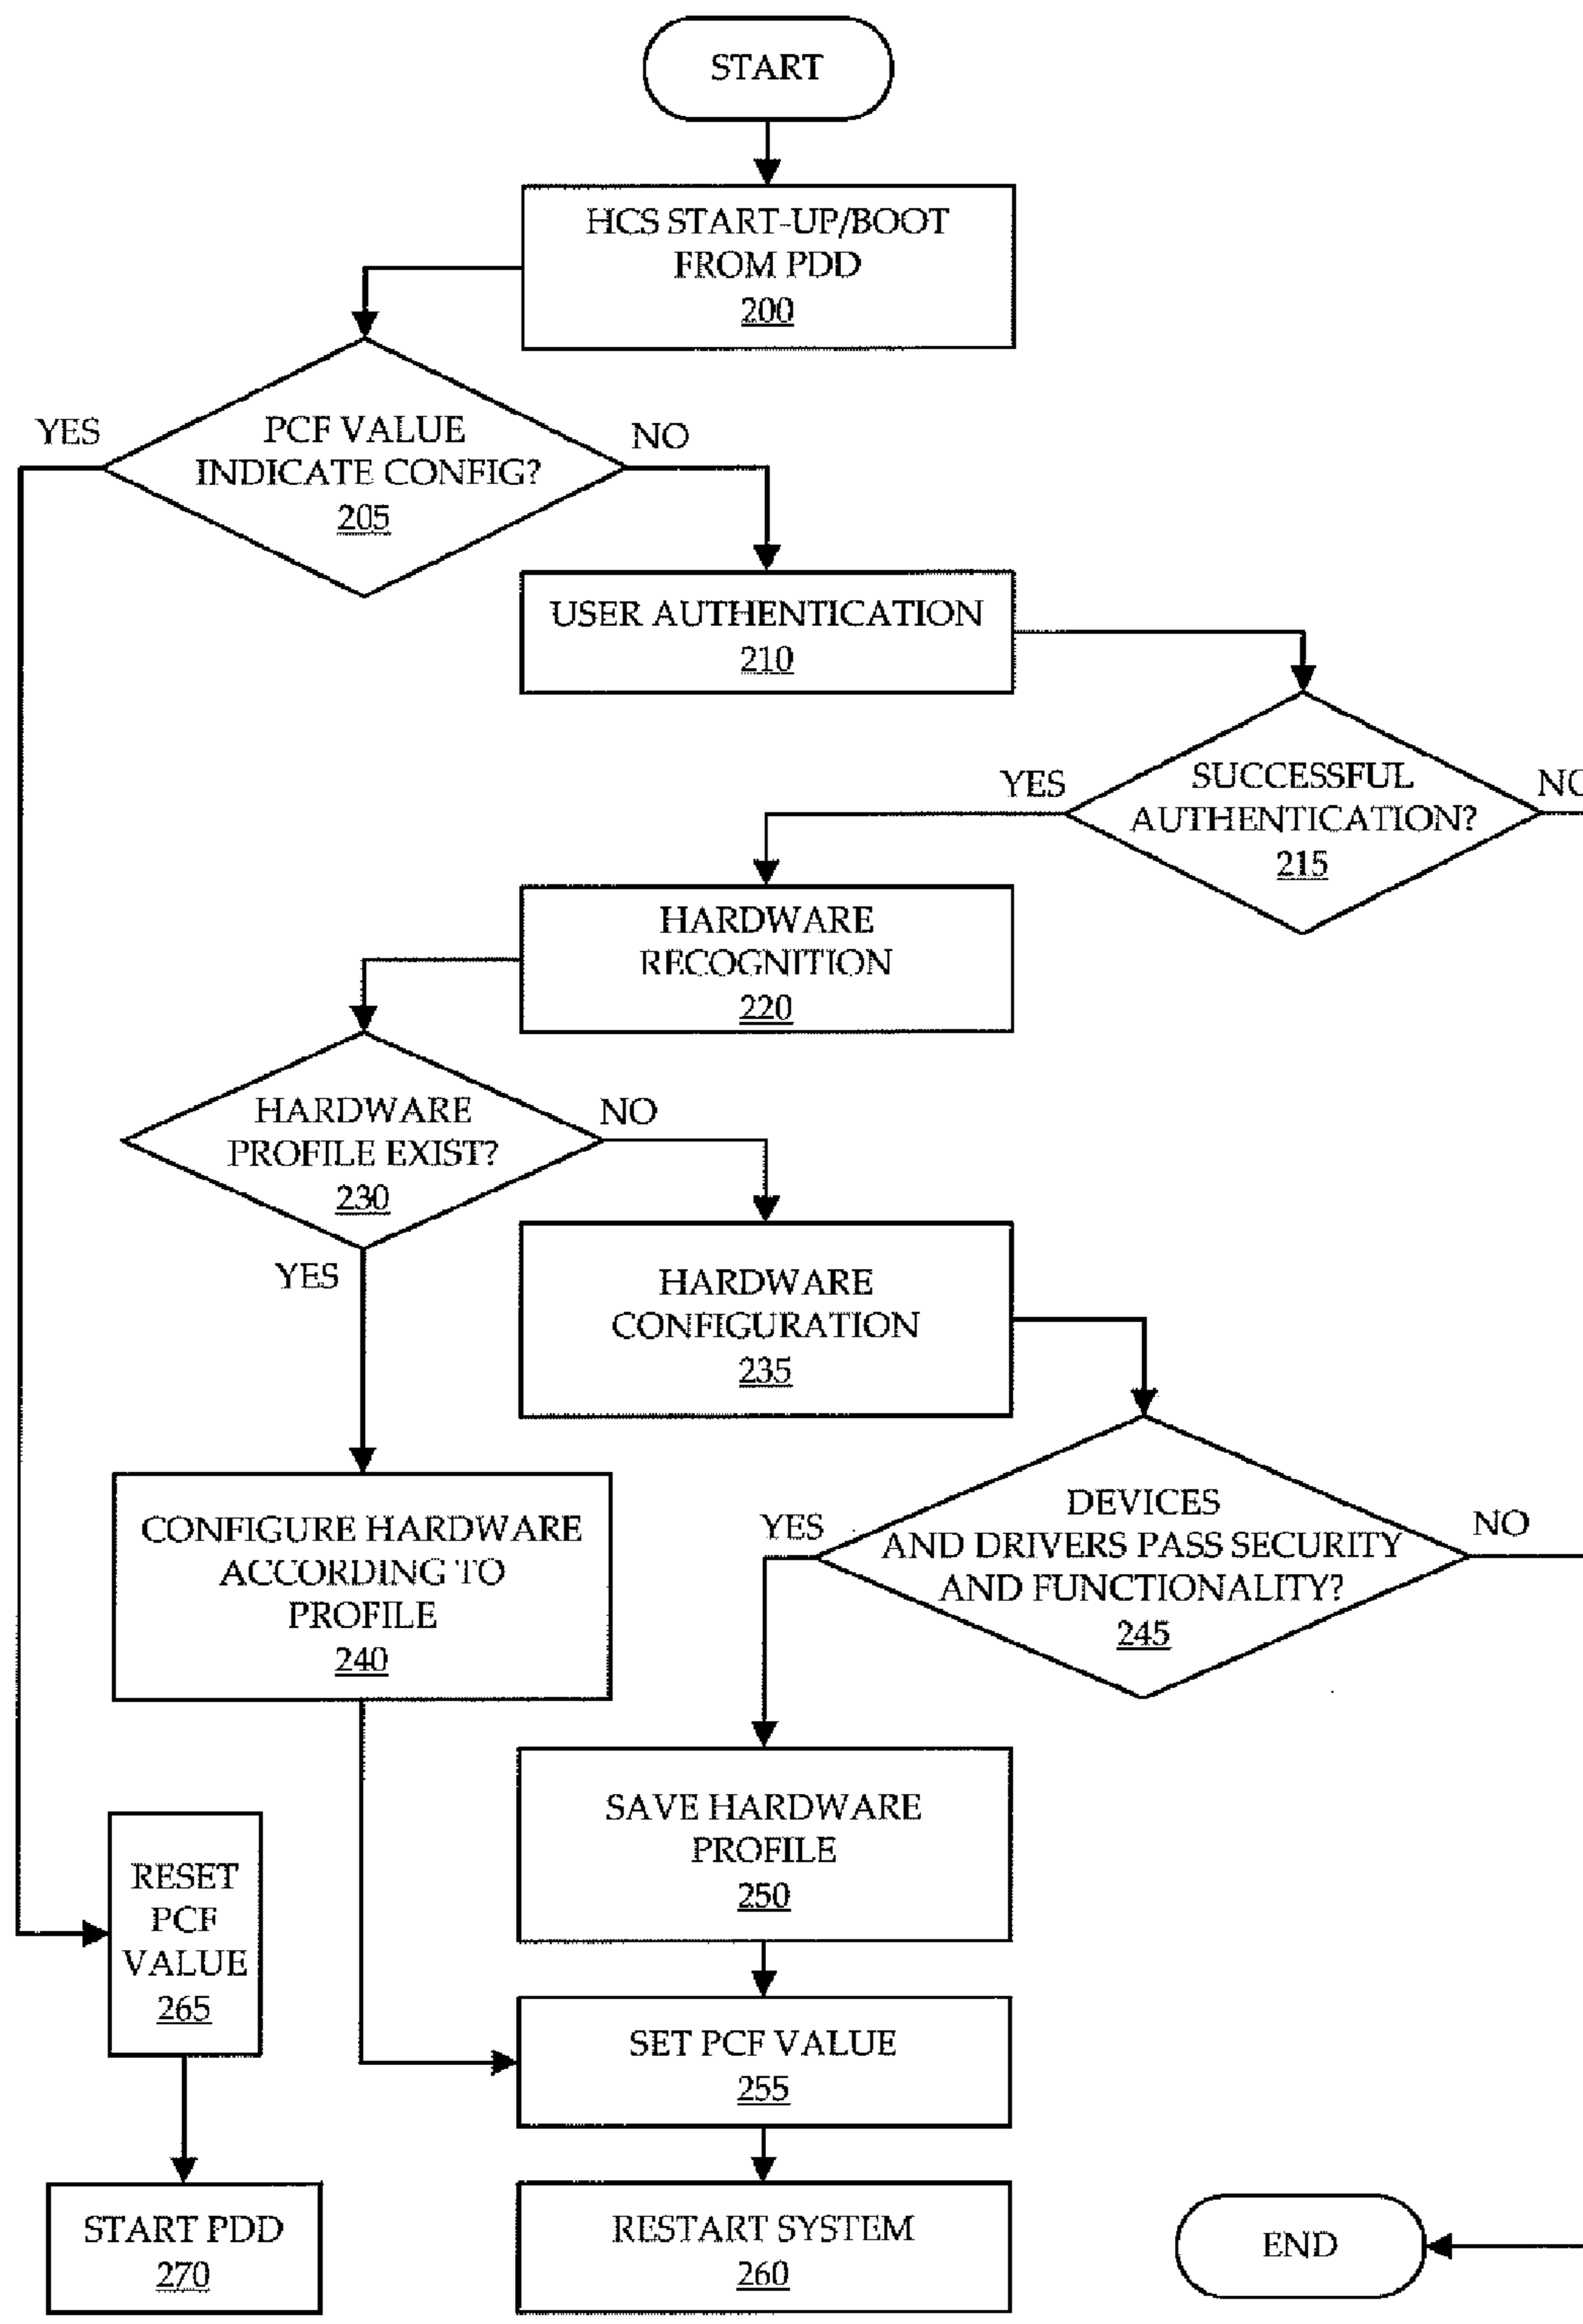 START
HCS START-UP/BOOT
FROM PDD
200
YES
PCF VALUE
INDICATE CONFIG?
205
NO
USER AUTHENTICATION
210
YES
SUCCESSFUL
AUTHENTICATION?
215
NO
HARDWARE
RECOGNITION
220
HARDWARE
PROFILE EXIST?
230
NO
YES
HARDWARE
CONFIGURATION
235
CONFIGURE HARDWARE
ACCORDING TO
PROFILE
240
YES
DEVICES
AND DRIVERS PASS SECURITY
AND FUNCTIONALITY?
245
NO
SAVE HARDWARE
PROFILE
250
RESET
PCF
VALUE
265
SET PCF VALUE
255
START PDD
270
RESTART SYSTEM
260
END